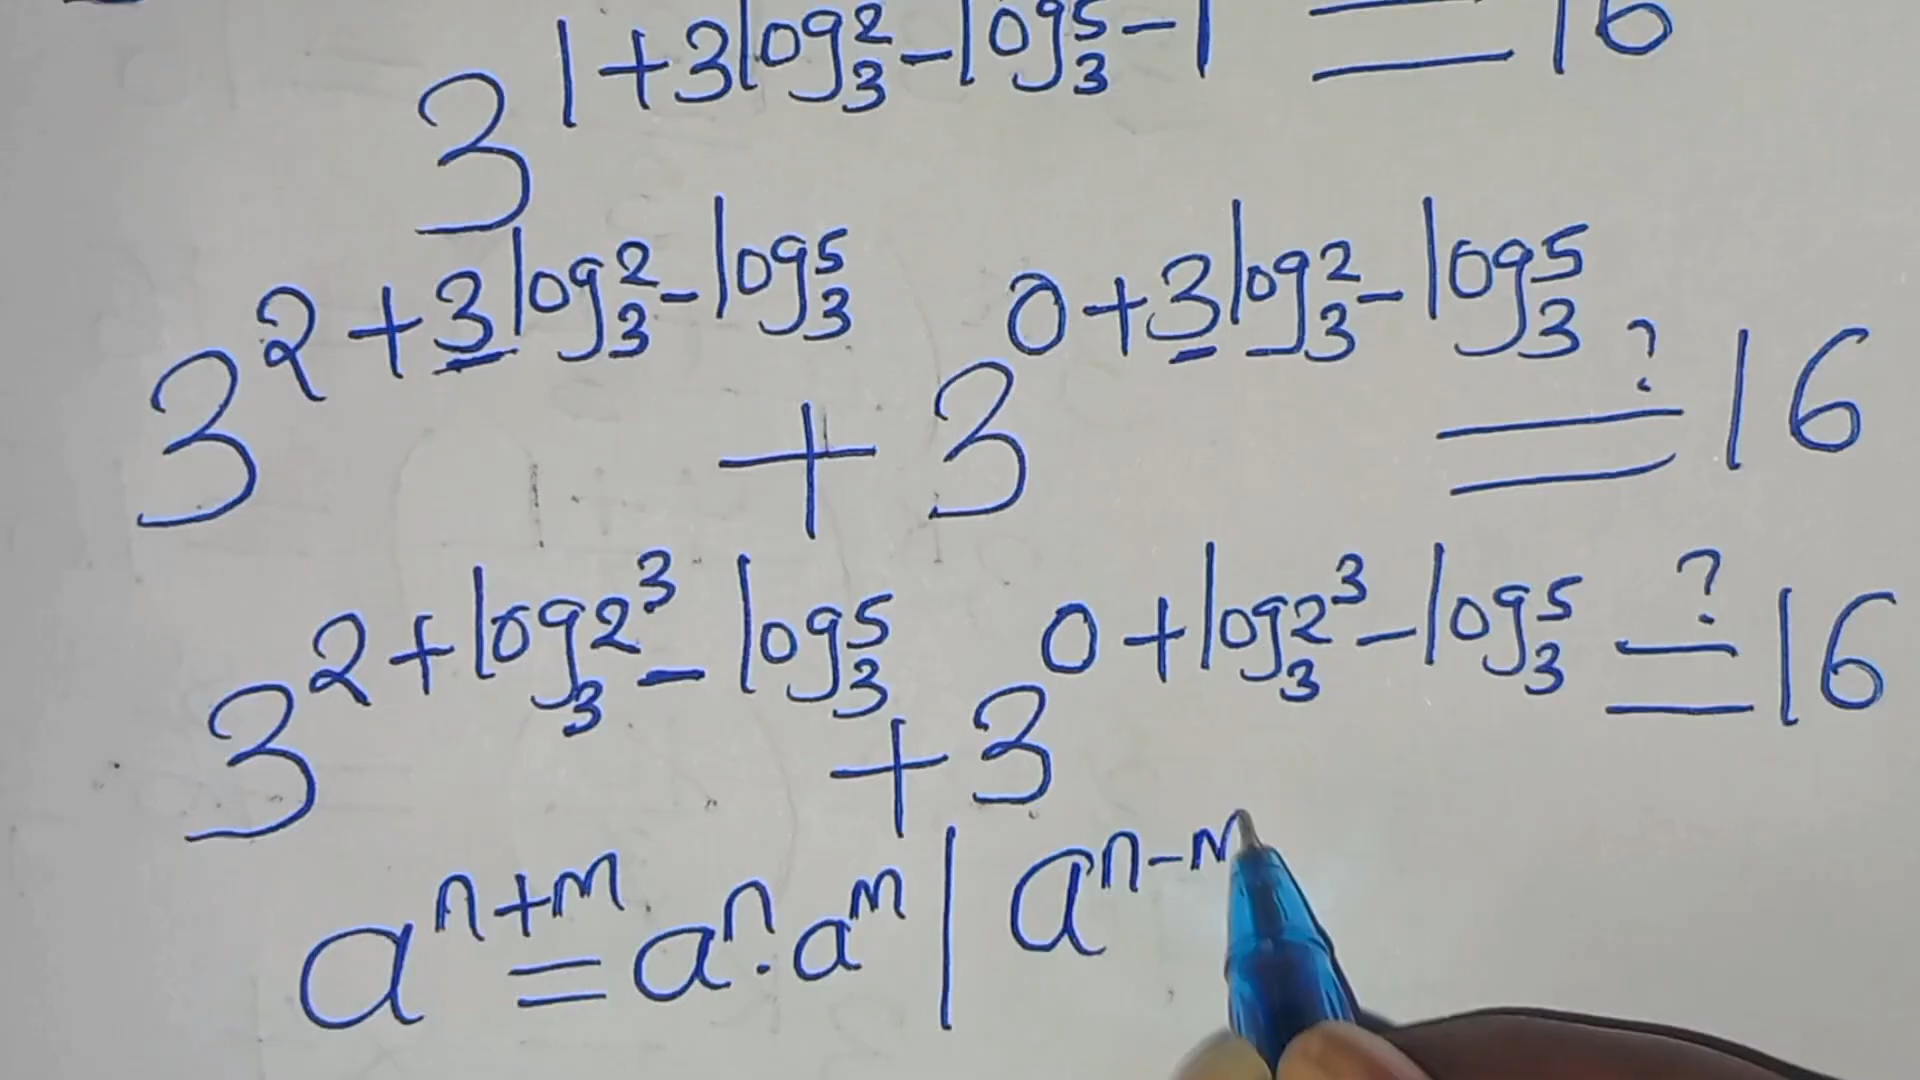 3^{1+3log_3^2-log_3^5-1} = 16
3^{2+3log_3^2-log_3^5} + 3^{0+3log_3^2-log_3^5} =? 16
3^{2+log_3 2^3-log_3^5} + 3^{0+log_3 2^3-log_3^5} =? 16
a^{n+m} = a^n . a^m | a^{n-m}